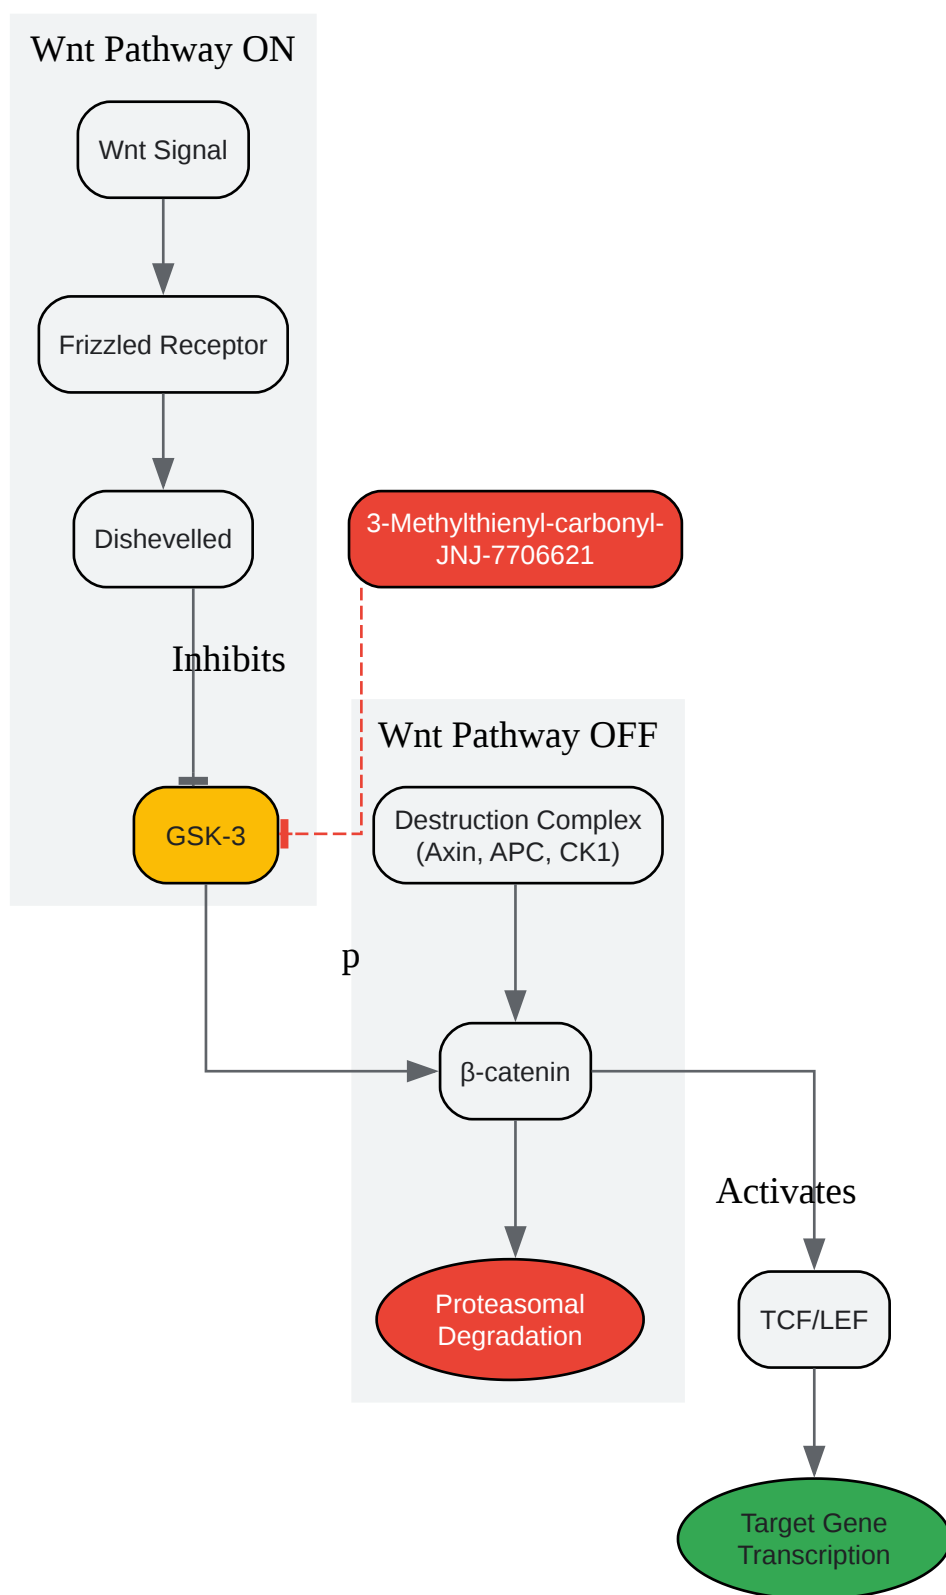 Wnt Pathway ON
Wnt Signal
Frizzled Receptor
Dishevelled
3-Methylthienyl-carbonyl-
JNJ-7706621
Inhibits
Wnt Pathway OFF
GSK-3
Destruction Complex
(Axin, APC, CK1)
p
β-catenin
Activates
Proteasomal
Degradation
TCF/LEF
Target Gene
Transcription